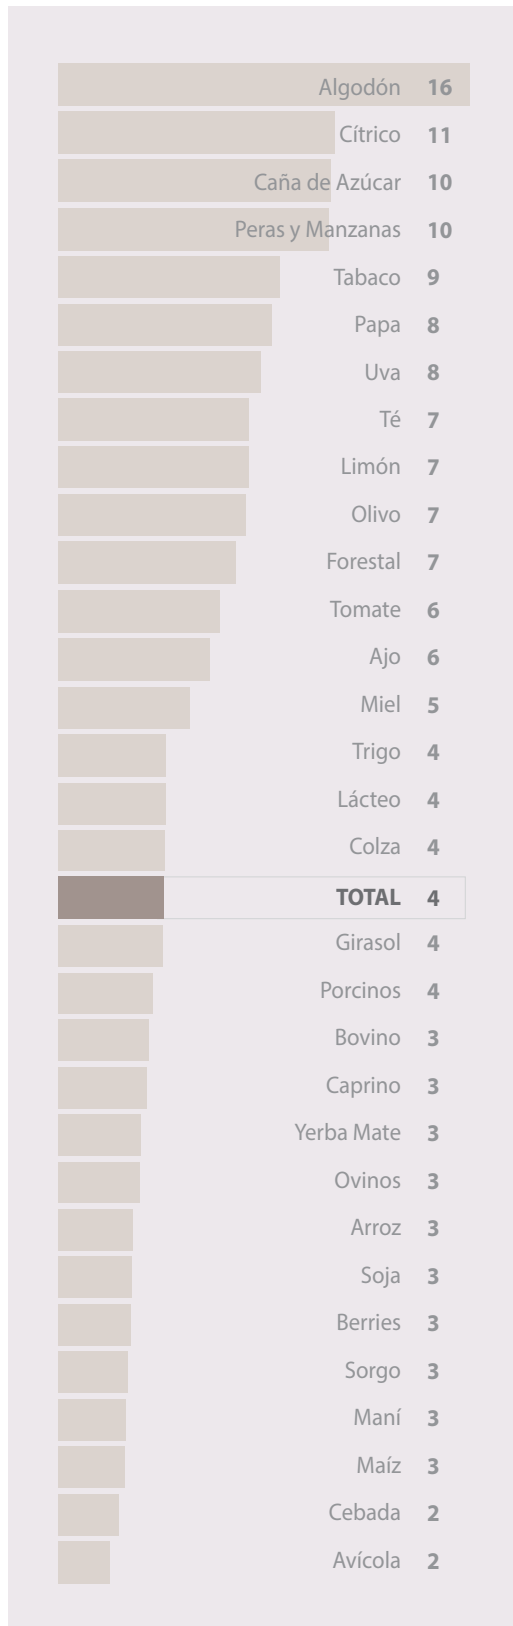 Algodón 16
Cítrico 11
Caña de Azúcar 10
Peras y Manzanas 10
Tabaco 9
Papa 8
Uva 8
Té 7
Limón 7
Olivo 7
Forestal 7
Tomate 6
Ajo 6
Miel 5
Trigo 4
Lácteo 4
Colza 4
TOTAL 4
Girasol 4
Porcinos 4
Bovino 3
Caprino 3
Yerba Mate 3
Ovinos 3
Arroz 3
Soja 3
Berries 3
Sorgo 3
Maní 3
Maíz 3
Cebada 2
Avícola 2